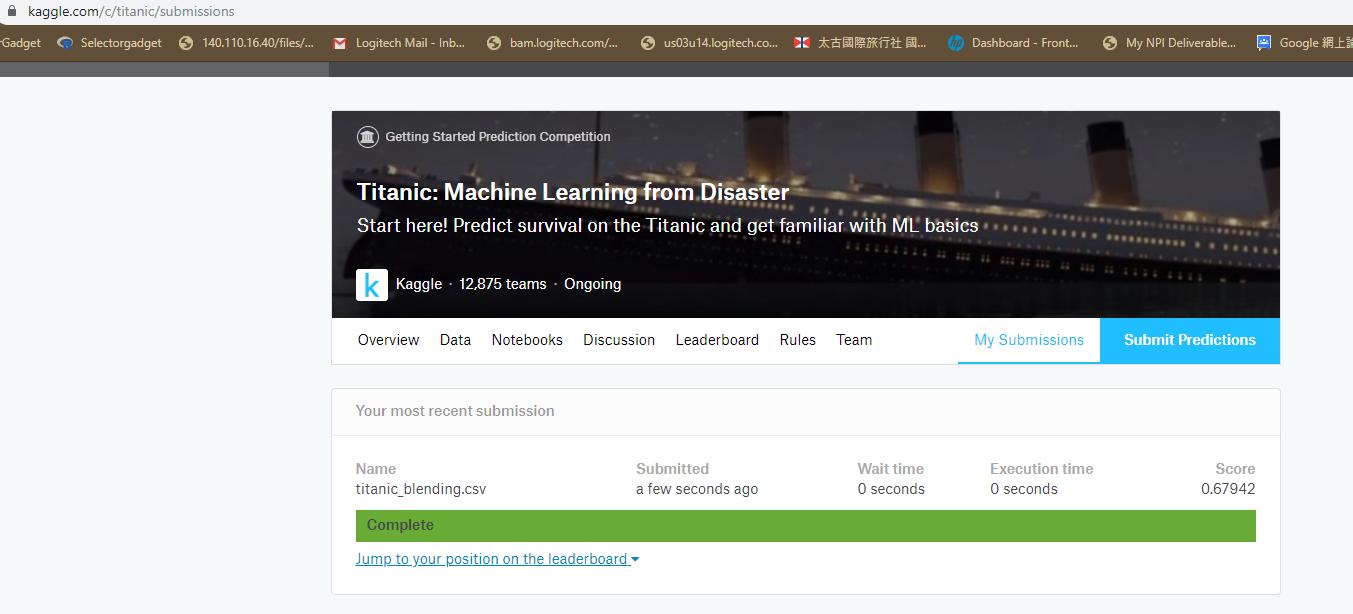 kaggle.com/c/titanic/submissions
rGadget Selectorgadget 140.110.16.40/files/... Logitech Mail - Inb... bam.logitech.com/... us03u14.logitech.co... 太古國際旅行社 國... Dashboard - Front... My NPI Deliverable... Google 網上論
Getting Started Prediction Competition
Titanic: Machine Learning from Disaster
Start here! Predict survival on the Titanic and get familiar with ML basics
k Kaggle · 12,875 teams · Ongoing
Overview Data Notebooks Discussion Leaderboard Rules Team My Submissions Submit Predictions
Your most recent submission
Name Submitted Wait time Execution time Score
titanic_blending.csv a few seconds ago 0 seconds 0 seconds 0.67942
Complete
Jump to your position on the leaderboard